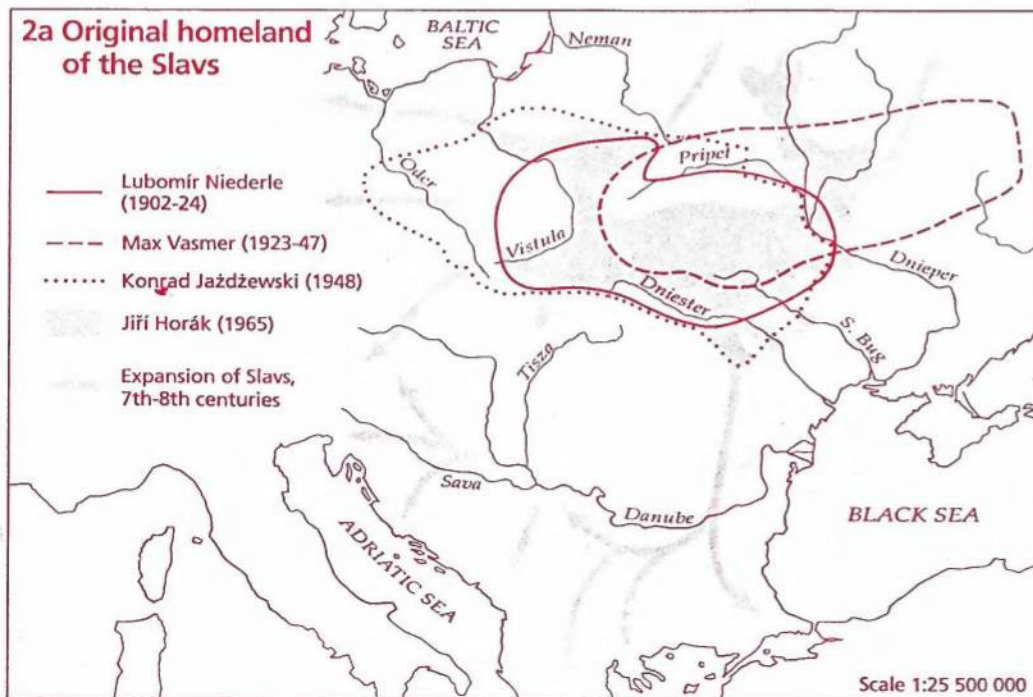 2a Original homeland
of the Slavs
BALTIC
SEA
Neman
Lubomír Niederle
(1902-24)
Max Vasmer (1923-47)
Konrad Jażdżewski (1948)
Jiří Horák (1965)
Expansion of Slavs,
7th-8th centuries
Oder
Vistula
Pripet
Dnieper
Dniester
S. Bug
Tisza
Sava
Danube
ADRIATIC SEA
BLACK SEA
Scale 1:25 500 000